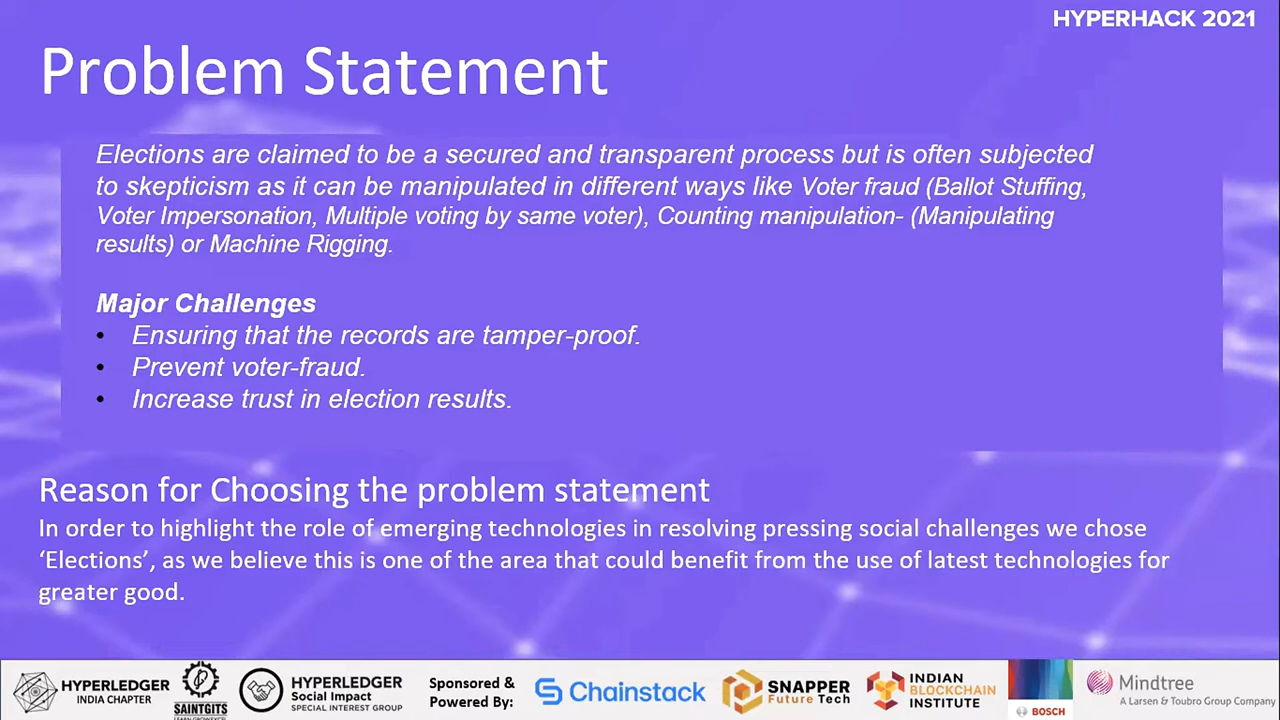 HYPERHACK 2021
Problem Statement
Elections are claimed to be a secured and transparent process but is often subjected
to skepticism as it can be manipulated in different ways like Voter fraud (Ballot Stuffing,
Voter Impersonation, Multiple voting by same voter), Counting manipulation- (Manipulating
results) or Machine Rigging.
Major Challenges
• Ensuring that the records are tamper-proof.
• Prevent voter-fraud.
• Increase trust in election results.
Reason for Choosing the problem statement
In order to highlight the role of emerging technologies in resolving pressing social challenges we chose
‘Elections’, as we believe this is one of the area that could benefit from the use of latest technologies for
greater good.
HYPERLEDGER
INDIA CHAPTER
SAINTGITS
LEARN.GROW.EXCEL
HYPERLEDGER
Social Impact
SPECIAL INTEREST GROUP
Sponsored &
Powered By:
Chainstack
SNAPPER
Future Tech
INDIAN
BLOCKCHAIN
INSTITUTE
BOSCH
Mindtree
A Larsen & Toubro Group Company